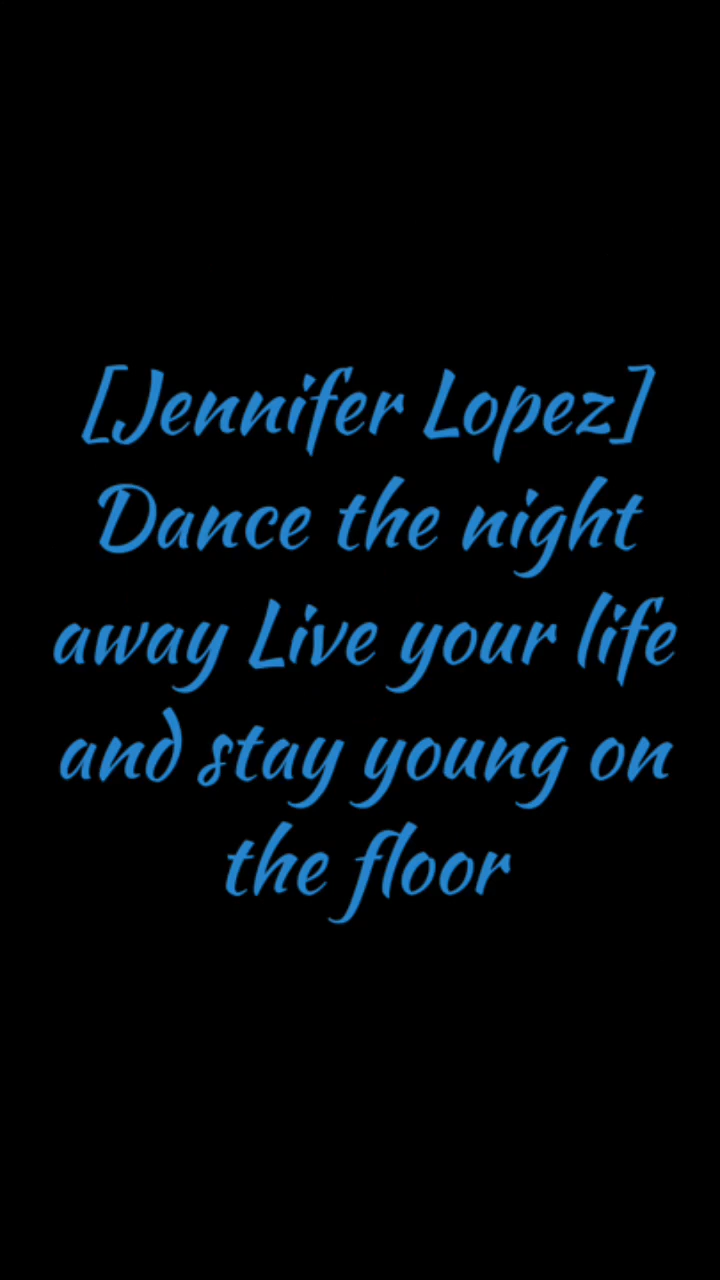 [Jennifer Lopez]
Dance the night
away Live your life
and stay young on
the floor